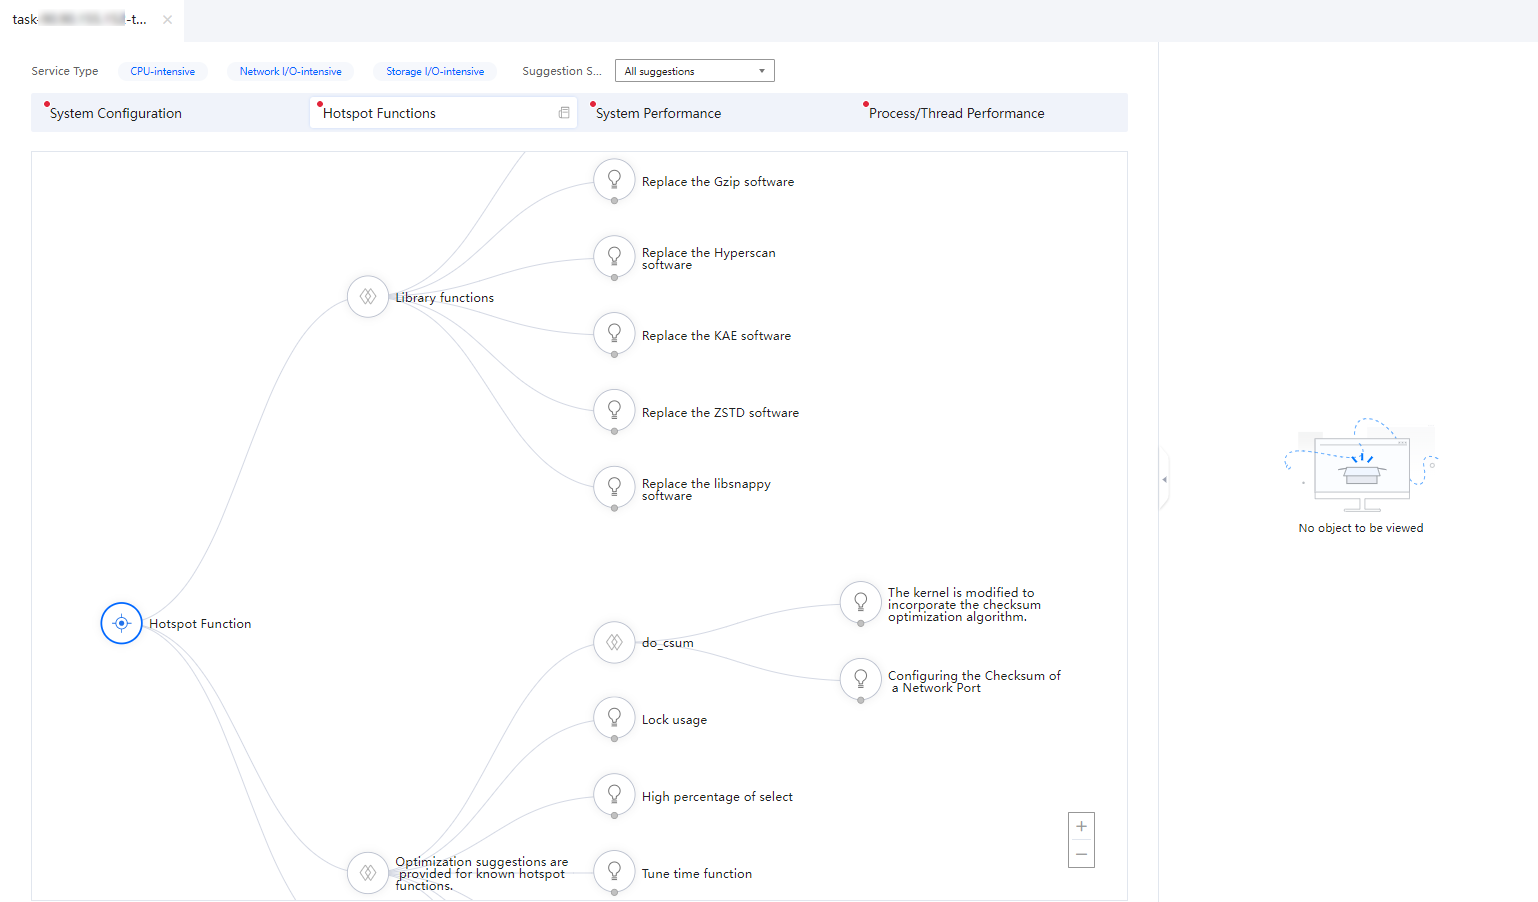 task- -t...
Service Type
CPU-intensive
Network I/O-intensive
Storage I/O-intensive
Suggestion S...
All suggestions
System Configuration
Hotspot Functions
System Performance
Process/Thread Performance
Replace the Gzip software
Replace the Hyperscan
software
Library functions
Replace the KAE software
Replace the ZSTD software
Replace the libsnappy
software
No object to be viewed
Hotspot Function
The kernel is modified to
incorporate the checksum
optimization algorithm.
do_csum
Configuring the Checksum of
a Network Port
Lock usage
High percentage of select
Optimization suggestions are
provided for known hotspot
functions.
Tune time function